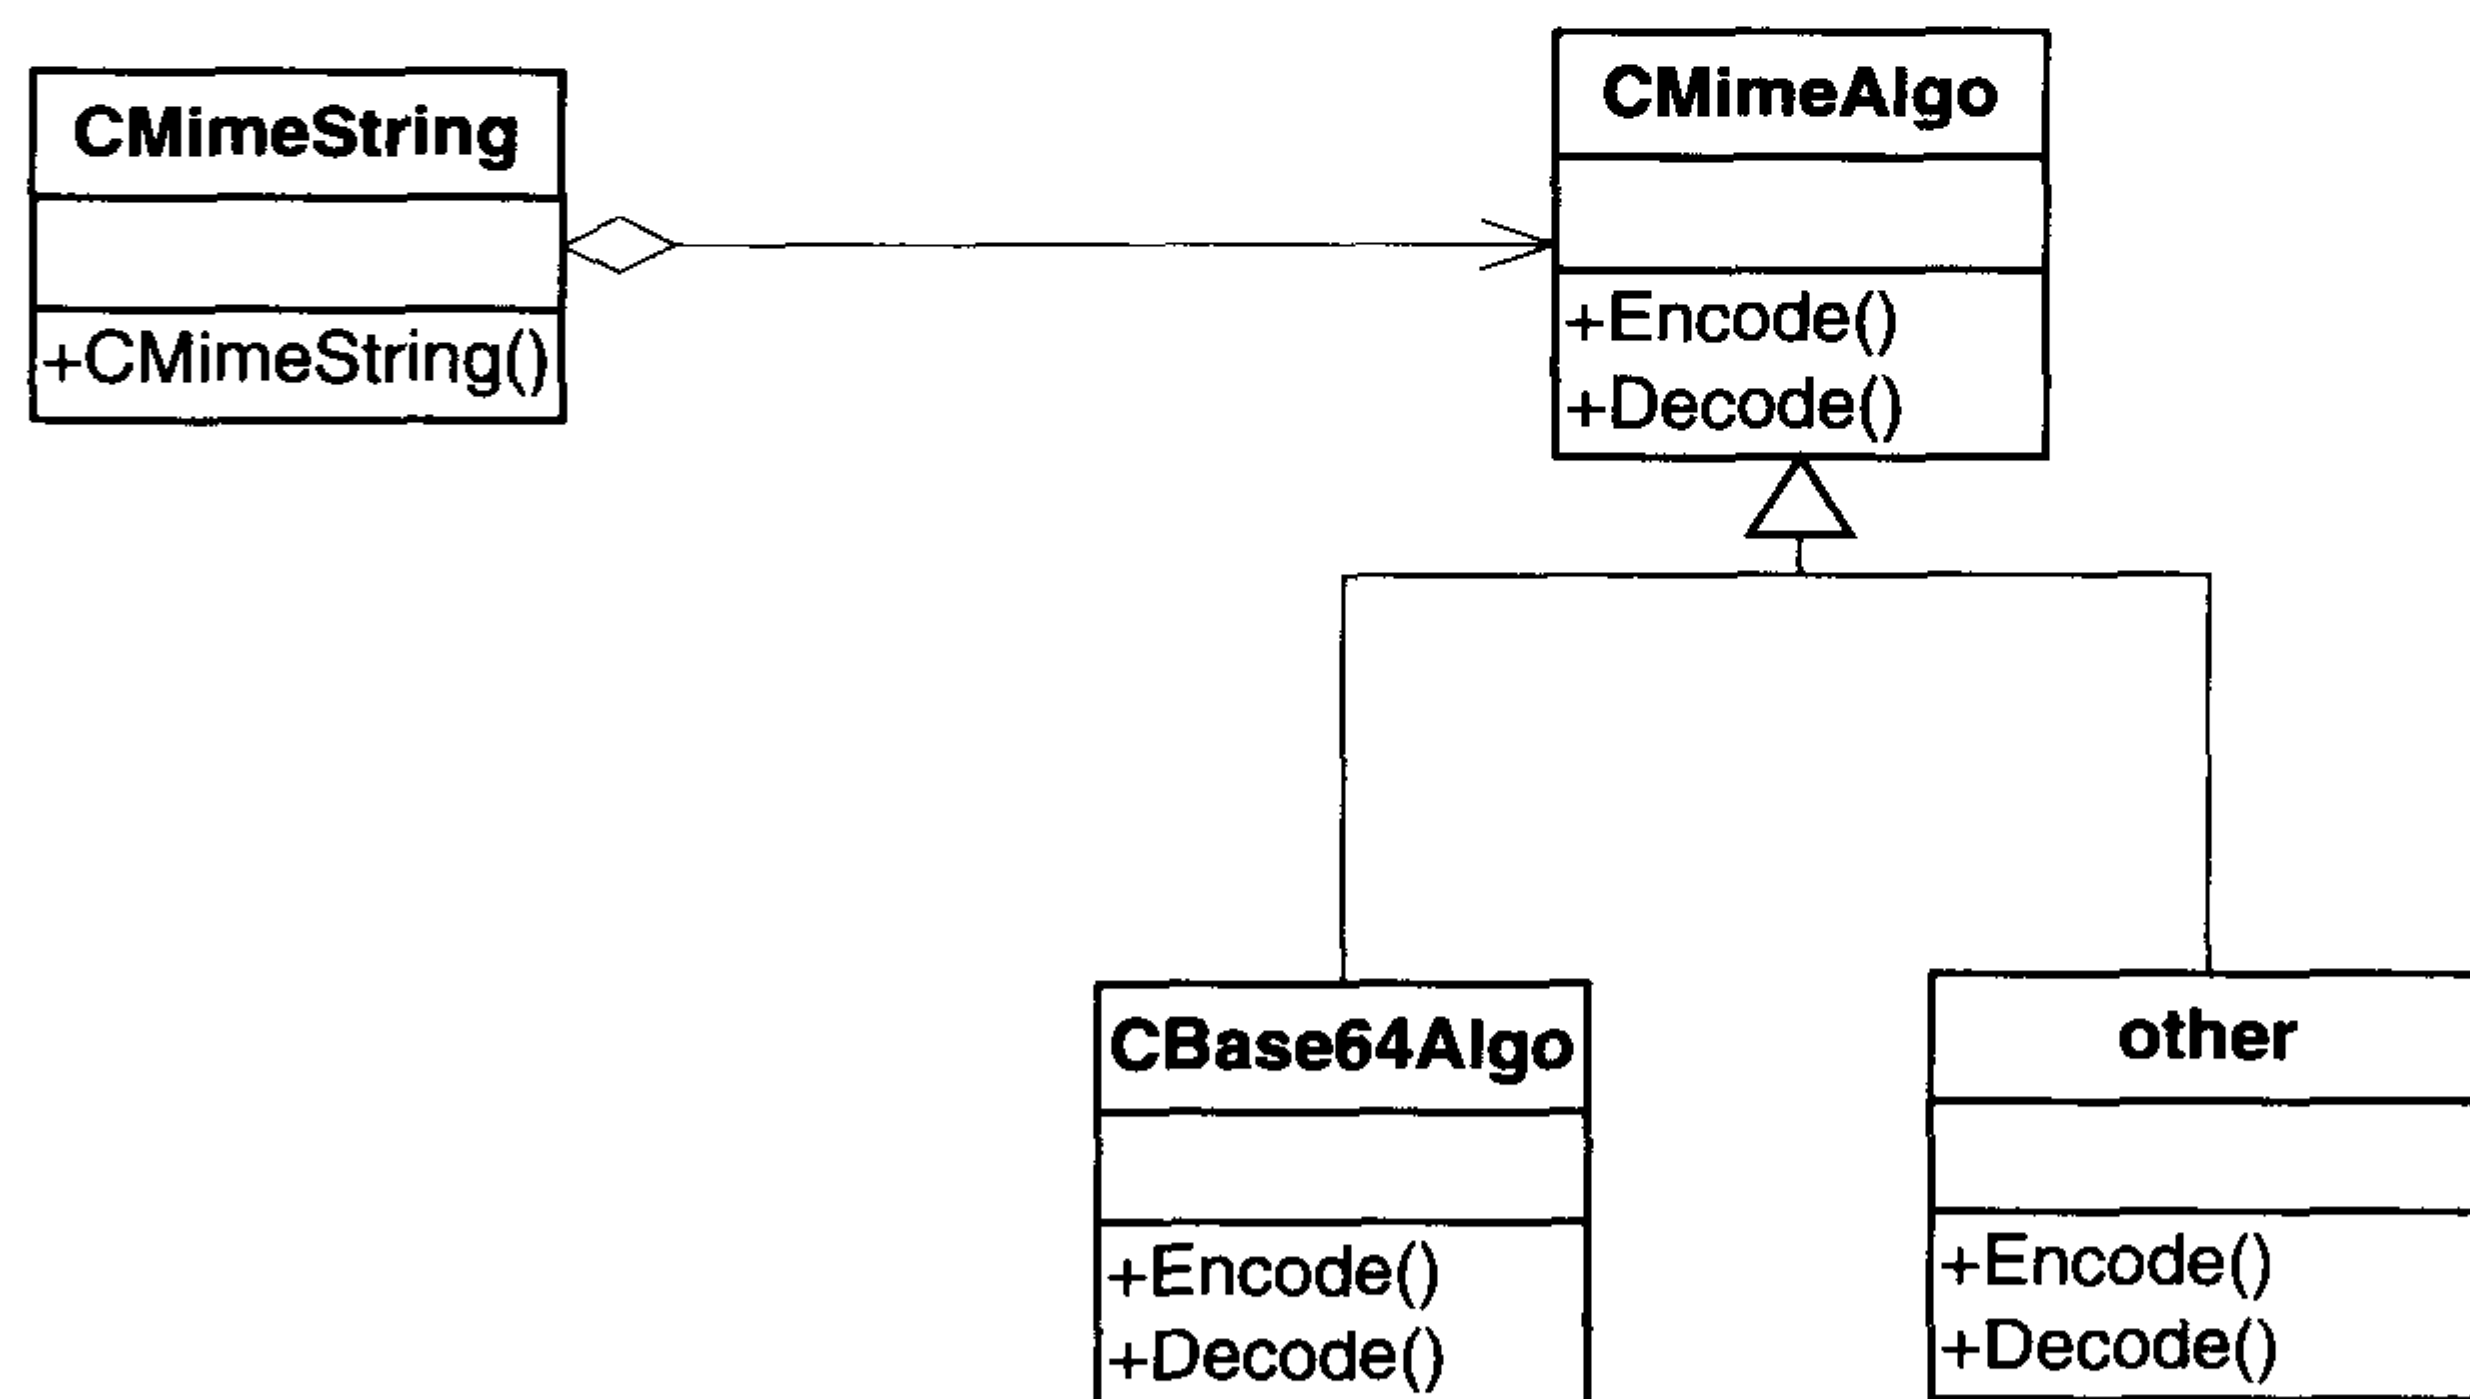 CMimeString
+CMimeString()
CMimeAlgo
+Encode()
+Decode()
CBase64Algo
+Encode()
+Decode()
other
+Encode()
+Decode()